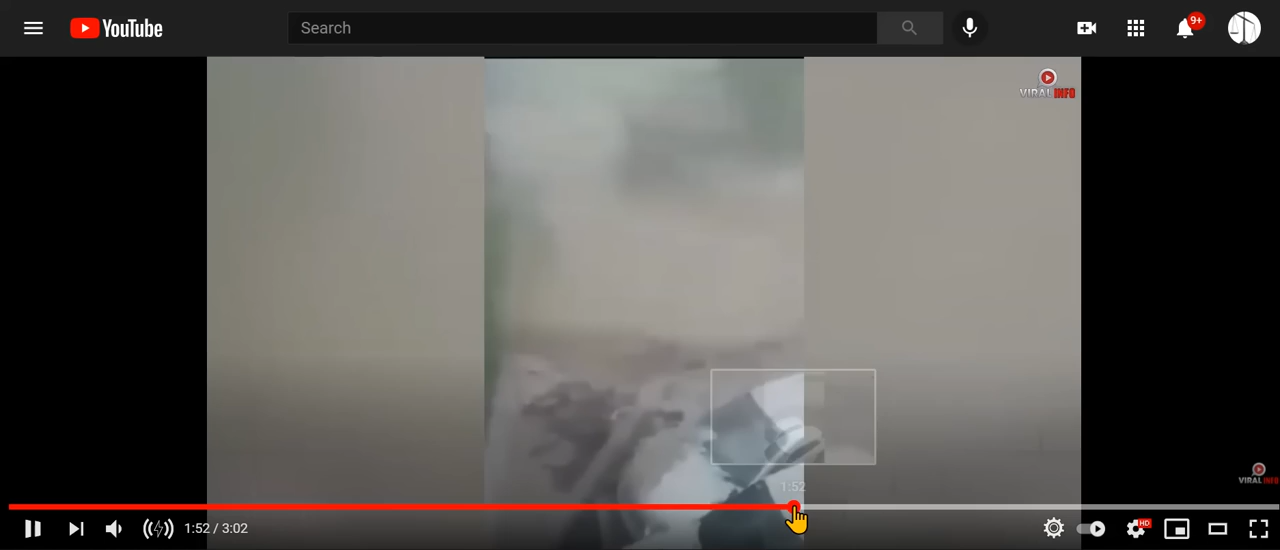 YouTube
Search
9+
VIRAL INFO
1:52
VIRAL INFO
1:52 / 3:02
HD